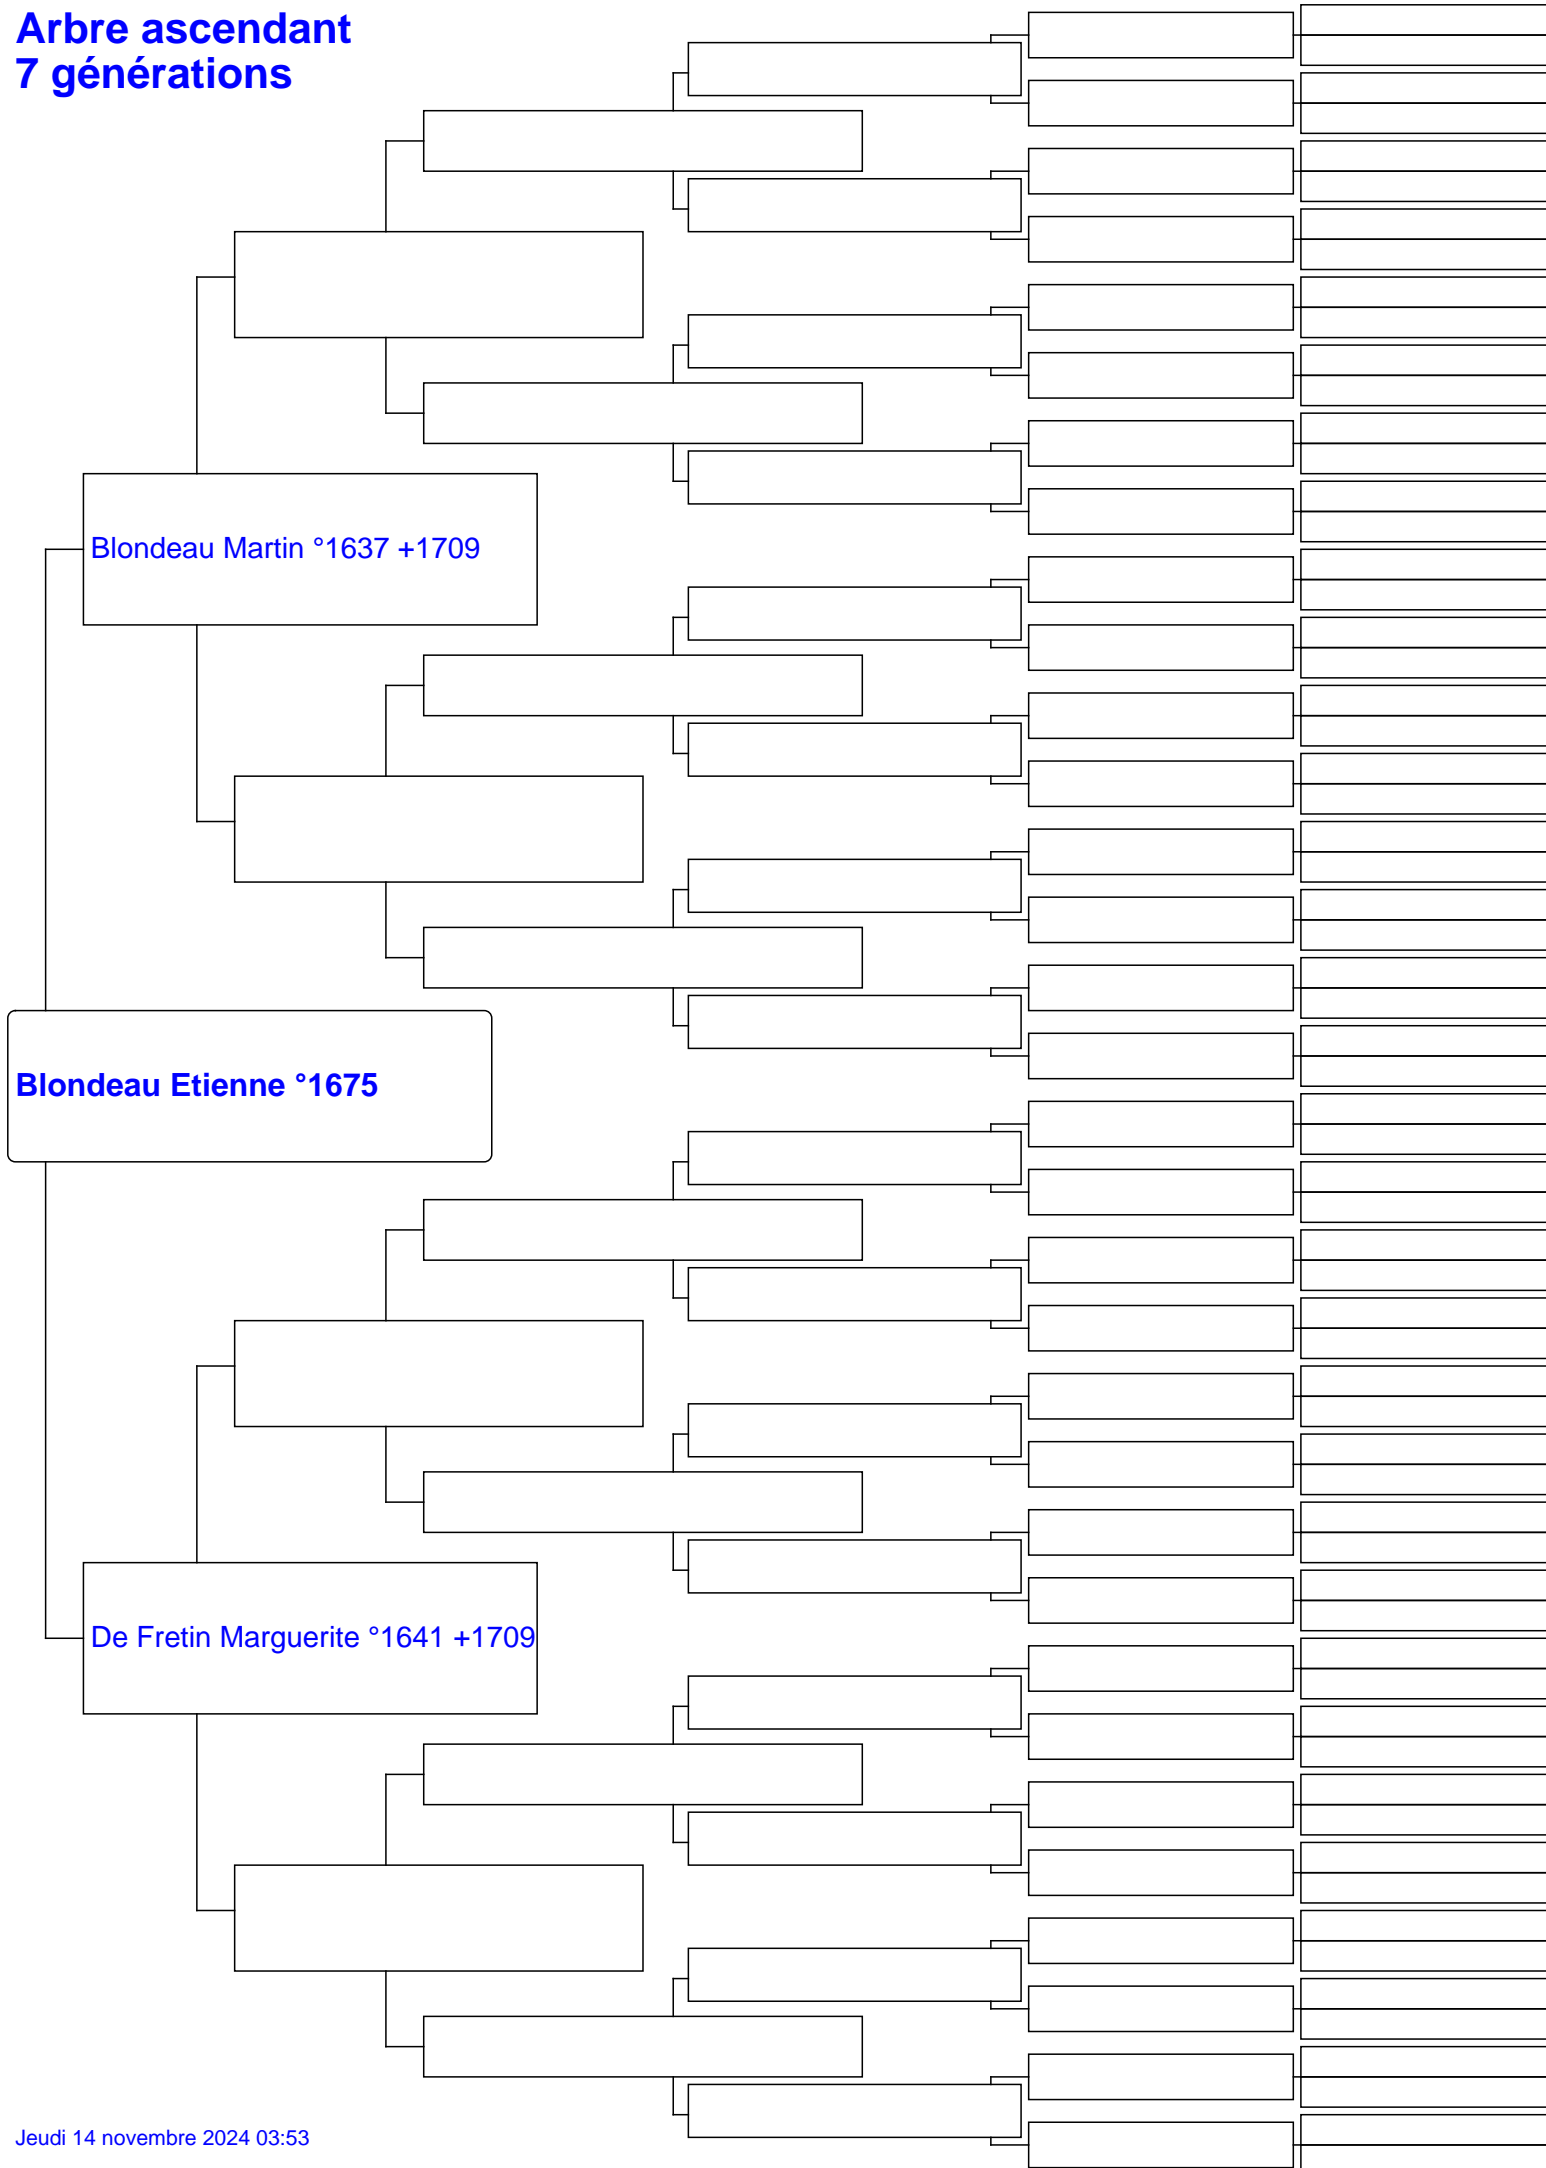 Arbre ascendant
7 générations
Blondeau Martin °1637 +1709
Blondeau Etienne °1675
De Fretin Marguerite °1641 +1709
Jeudi 14 novembre 2024 03:53